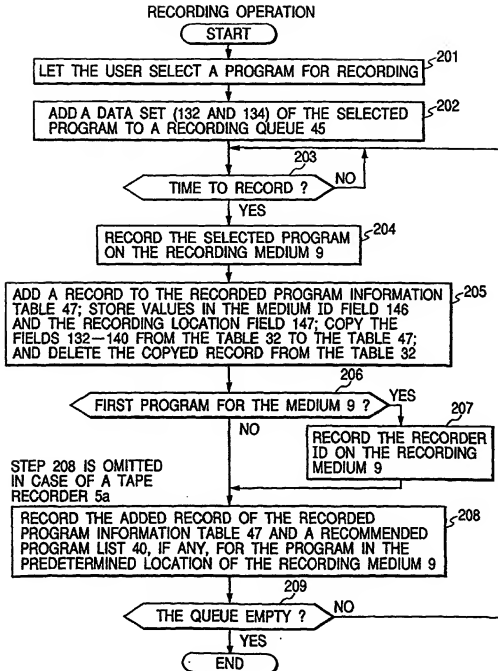 RECORDING OPERATION
START
201
LET THE USER SELECT A PROGRAM FOR RECORDING
202
ADD A DATA SET (132 AND 134) OF THE SELECTED
PROGRAM TO A RECORDING QUEUE 45
203
TIME TO RECORD ?
NO
YES
204
RECORD THE SELECTED PROGRAM
ON THE RECORDING MEDIUM 9
205
ADD A RECORD TO THE RECORDED PROGRAM INFORMATION
TABLE 47; STORE VALUES IN THE MEDIUM ID FIELD 146
AND THE RECORDING LOCATION FIELD 147; COPY THE
FIELDS 132–140 FROM THE TABLE 32 TO THE TABLE 47;
AND DELETE THE COPYED RECORD FROM THE TABLE 32
206
FIRST PROGRAM FOR THE MEDIUM 9 ?
YES
207
NO
RECORD THE RECORDER
ID ON THE RECORDING
MEDIUM 9
STEP 208 IS OMITTED
IN CASE OF A TAPE
RECORDER 5a
208
RECORD THE ADDED RECORD OF THE RECORDED
PROGRAM INFORMATION TABLE 47 AND A RECOMMENDED
PROGRAM LIST 40, IF ANY, FOR THE PROGRAM IN THE
PREDETERMINED LOCATION OF THE RECORDING MEDIUM 9
209
THE QUEUE EMPTY ?
NO
YES
END